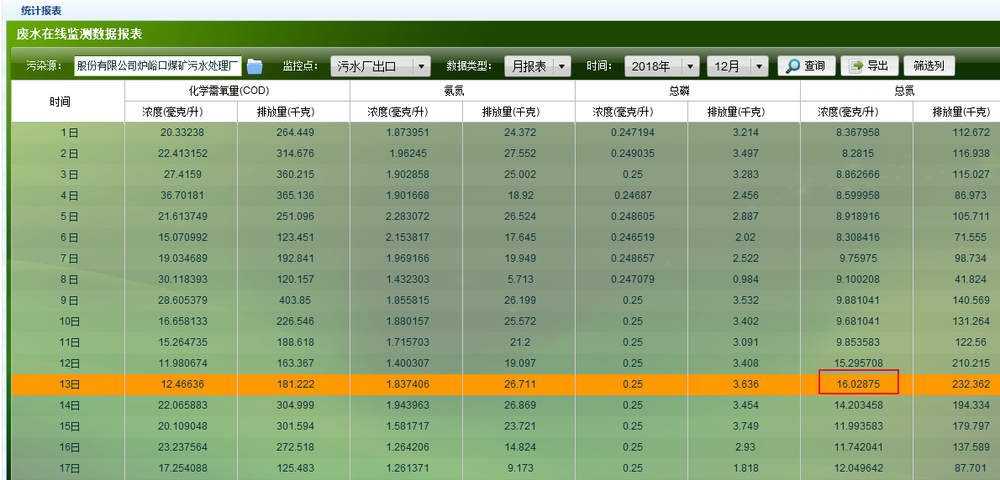 统计报表
废水在线监测数据报表
污染源： 股份有限公司炉峪口煤矿污水处理厂 监控点： 污水厂出口 数据类型： 月报表 时间： 2018年 12月 查询 导出 筛选列
时间 化学需氧量(COD) 氨氮 总磷 总氮
浓度(毫克/升) 排放量(千克) 浓度(毫克/升) 排放量(千克) 浓度(毫克/升) 排放量(千克) 浓度(毫克/升) 排放量(千克)
1日 20.33238 264.449 1.873951 24.372 0.247194 3.214 8.367958 112.672
2日 22.413152 314.676 1.96245 27.552 0.249035 3.497 8.2815 116.938
3日 27.4159 360.215 1.902858 25.002 0.25 3.283 8.862666 115.027
4日 36.70181 365.136 1.901668 18.92 0.24687 2.456 8.599958 86.973
5日 21.613749 251.096 2.283072 26.524 0.248605 2.887 8.918916 105.711
6日 15.070992 123.451 2.153817 17.645 0.246519 2.02 8.308416 71.555
7日 19.034689 192.841 1.969166 19.949 0.248657 2.522 9.75975 98.734
8日 30.118393 120.157 1.432303 5.713 0.247079 0.984 9.100208 41.824
9日 28.605379 403.85 1.855815 26.199 0.25 3.532 9.881041 140.569
10日 16.658133 226.546 1.880157 25.572 0.25 3.402 9.681041 131.264
11日 15.264735 188.618 1.715703 21.2 0.25 3.091 9.853583 122.56
12日 11.980674 163.367 1.400307 19.097 0.25 3.408 15.295708 210.215
13日 12.46636 181.222 1.837406 26.711 0.25 3.636 16.02875 232.362
14日 22.065883 304.999 1.943963 26.869 0.25 3.454 14.203458 194.334
15日 20.109048 301.594 1.581717 23.721 0.25 3.749 11.993583 179.797
16日 23.237564 272.518 1.264206 14.824 0.25 2.93 11.742041 137.589
17日 17.254088 125.483 1.261371 9.173 0.25 1.818 12.049642 87.701